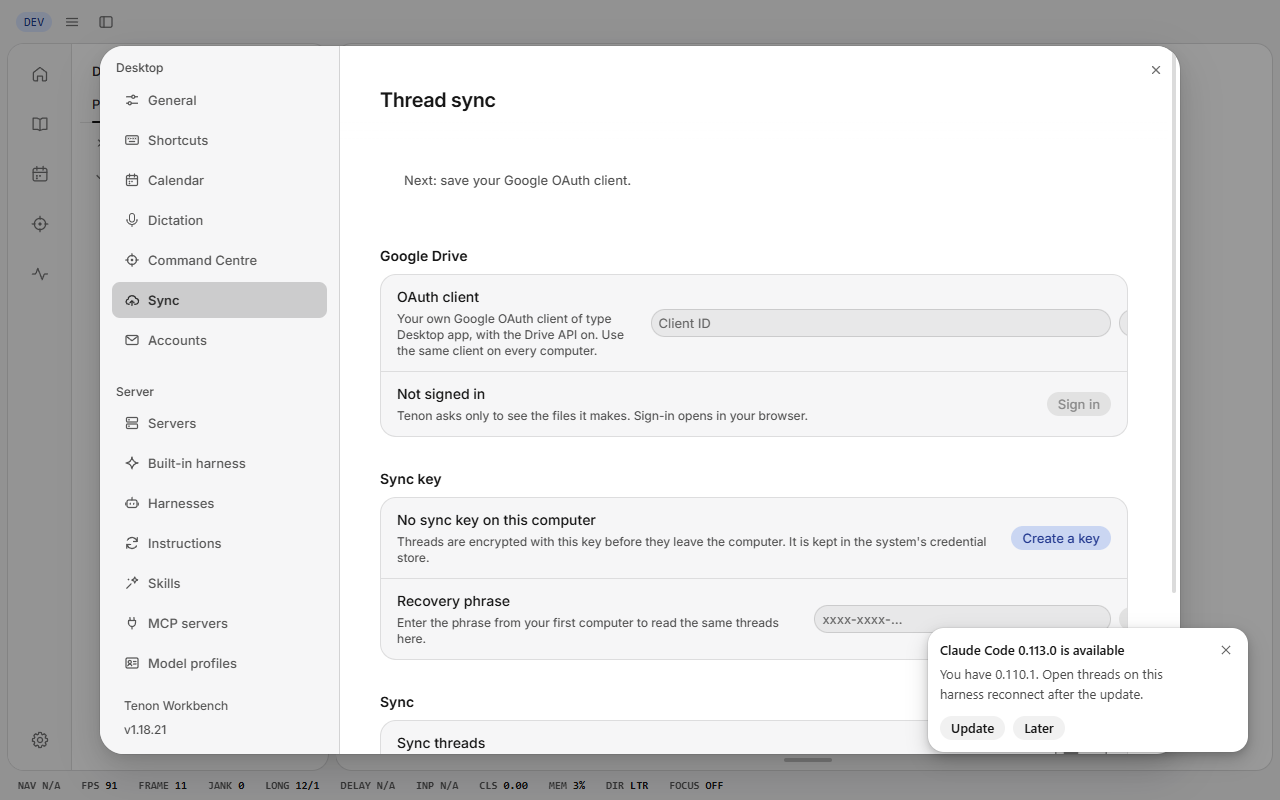 DEV
Desktop
General
Shortcuts
Calendar
Dictation
Command Centre
Sync
Accounts
Server
Servers
Built-in harness
Harnesses
Instructions
Skills
MCP servers
Model profiles
Tenon Workbench
v1.18.21
Thread sync
Next: save your Google OAuth client.
Google Drive
OAuth client
Your own Google OAuth client of type
Desktop app, with the Drive API on. Use
the same client on every computer.
Client ID
Not signed in
Tenon asks only to see the files it makes. Sign-in opens in your browser.
Sign in
Sync key
No sync key on this computer
Threads are encrypted with this key before they leave the computer. It is kept in the system's credential
store.
Create a key
Recovery phrase
Enter the phrase from your first computer to read the same threads
here.
xxxx-xxxx-...
Sync
Sync threads
Claude Code 0.113.0 is available
You have 0.110.1. Open threads on this
harness reconnect after the update.
Update
Later
NAV N/A FPS 91 FRAME 11 JANK 0 LONG 12/1 DELAY N/A INP N/A CLS 0.00 MEM 3% DIR LTR FOCUS OFF